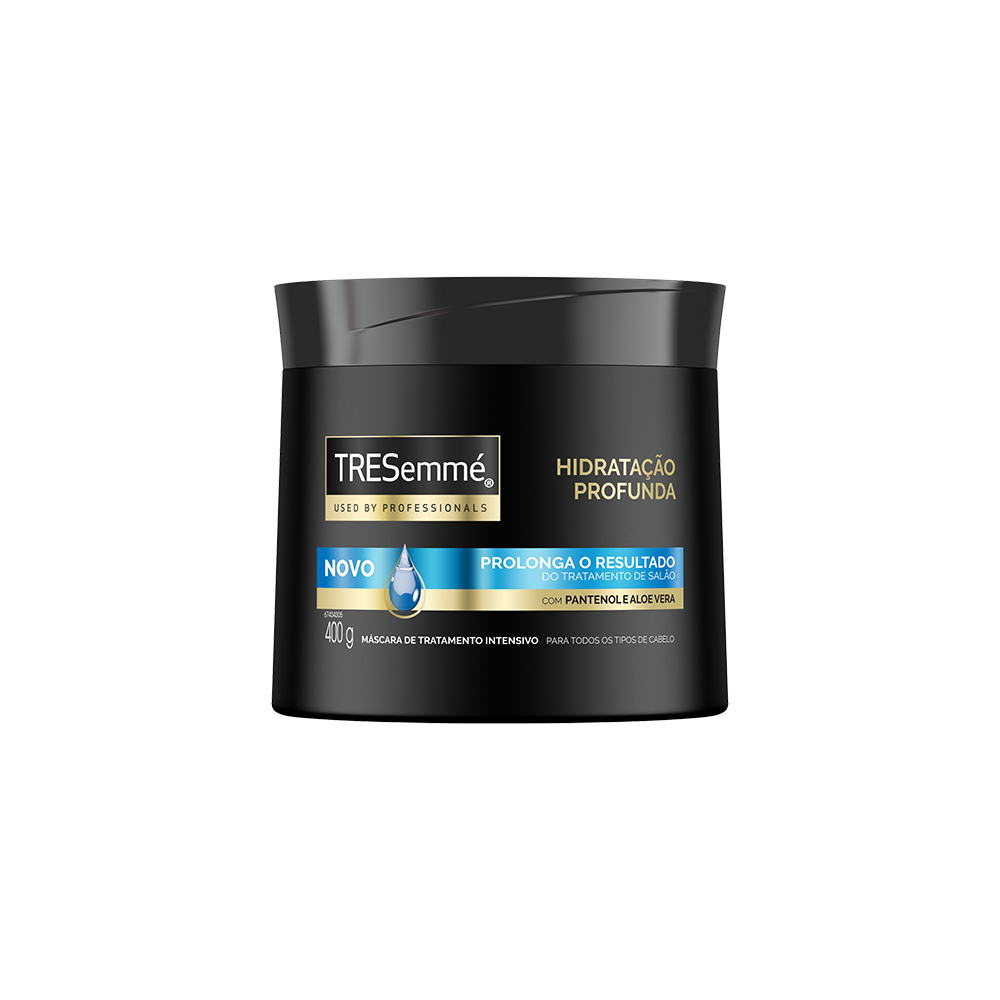 TRESemmé®
USED BY PROFESSIONALS
HIDRATAÇÃO
PROFUNDA
NOVO
PROLONGA O RESULTADO
DO TRATAMENTO DE SALÃO
COM PANTENOL E ALOE VERA
67434305
400 g
MÁSCARA DE TRATAMENTO INTENSIVO PARA TODOS OS TIPOS DE CABELO